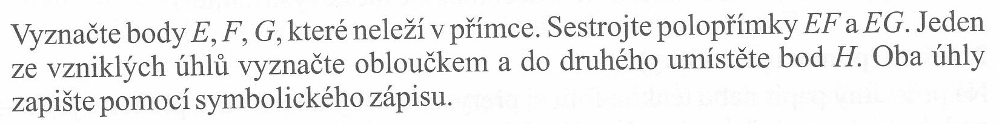 Vyznačte body E, F, G, které neleží v přímce. Sestrojte polopřímky EF a EG. Jeden
ze vzniklých úhlů vyznačte obloučkem a do druhého umístěte bod H. Oba úhly
zapište pomocí symbolického zápisu.